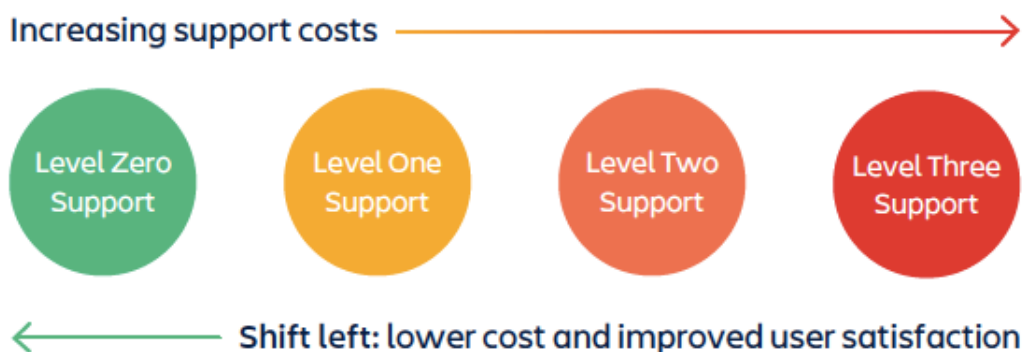 Increasing support costs
Level Zero
Support
Level One
Support
Level Two
Support
Level Three
Support
Shift left: lower cost and improved user satisfaction